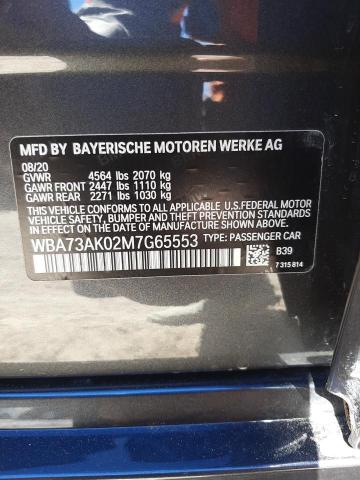 MFD BY BAYERISCHE MOTOREN WERKE AG
08/20
GVWR 4564 lbs 2070 kg
GAWR FRONT 2447 lbs 1110 kg
GAWR REAR 2271 lbs 1030 kg
THIS VEHICLE CONFORMS TO ALL APPLICABLE U.S.FEDERAL MOTOR
VEHICLE SAFETY, BUMPER, AND THEFT PREVENTION STANDARDS
IN EFFECT ON THE DATE OF MANUFACTURE SHOWN ABOVE.
WBA73AK02M7G65553 TYPE: PASSENGER CAR
B39
7 315 814